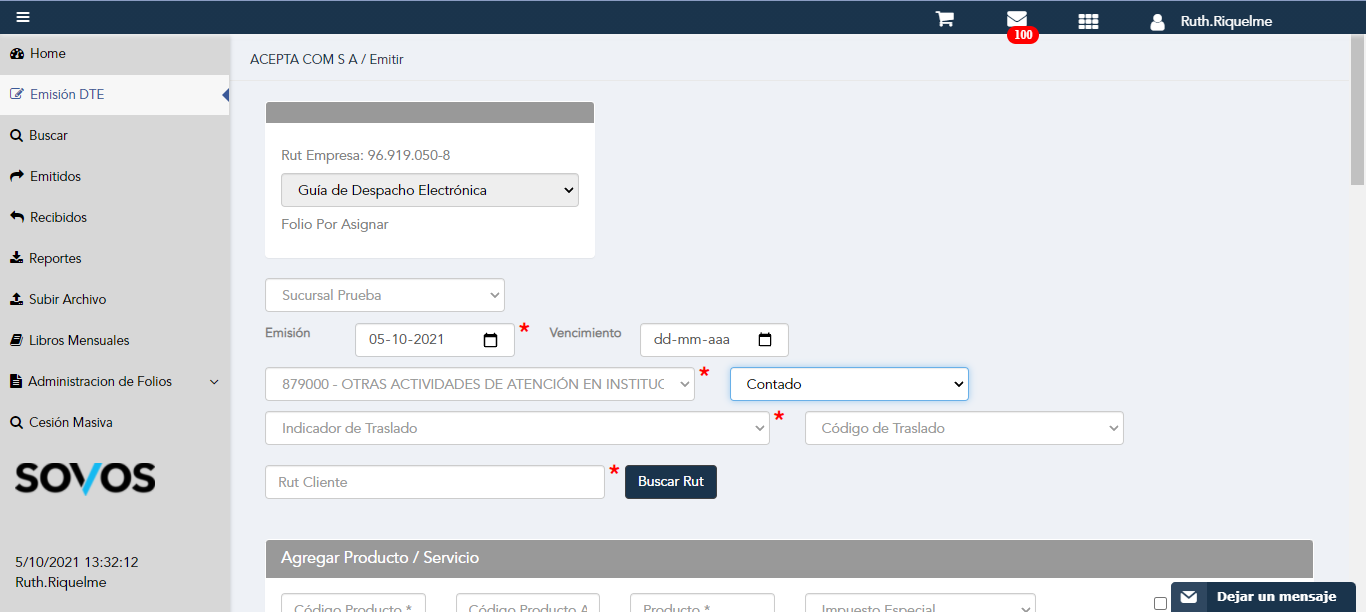 100
Ruth.Riquelme
Home
Emisión DTE
Buscar
Emitidos
Recibidos
Reportes
Subir Archivo
Libros Mensuales
Administracion de Folios
Cesión Masiva
SOVOS
5/10/2021 13:32:12
Ruth.Riquelme
ACEPTA COM S A / Emitir
Rut Empresa: 96.919.050-8
Guía de Despacho Electrónica
Folio Por Asignar
Sucursal Prueba
Emisión 05-10-2021 * Vencimiento dd-mm-aaa
879000 - OTRAS ACTIVIDADES DE ATENCIÓN EN INSTITUC * Contado
Indicador de Traslado * Código de Traslado
Rut Cliente * Buscar Rut
Agregar Producto / Servicio
Código Producto * Código Producto A Producto * Impuesto Especial
Dejar un mensaje